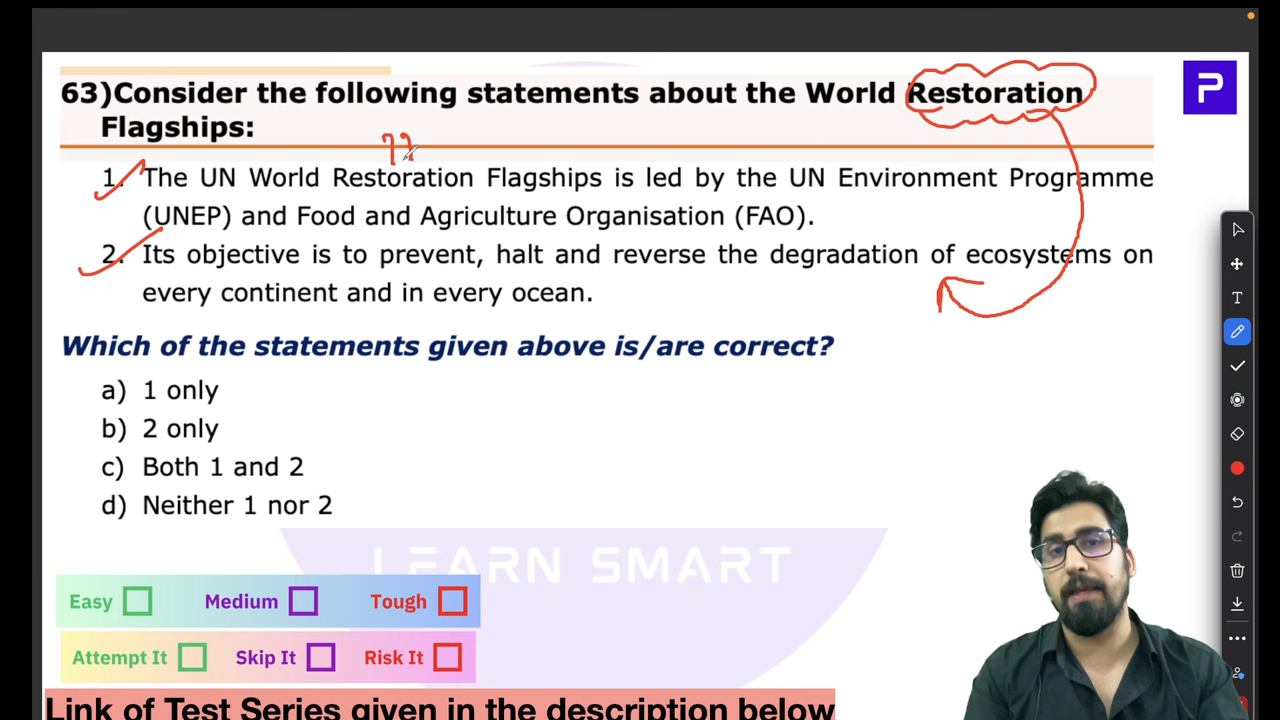 63)Consider the following statements about the World Restoration
Flagships:
??
1. The UN World Restoration Flagships is led by the UN Environment Programme
(UNEP) and Food and Agriculture Organisation (FAO).
2. Its objective is to prevent, halt and reverse the degradation of ecosystems on
every continent and in every ocean.
Which of the statements given above is/are correct?
a) 1 only
b) 2 only
c) Both 1 and 2
d) Neither 1 nor 2
LEARN SMART
Easy Medium Tough
Attempt It Skip It Risk It
Link of Test Series given in the description below
P
T